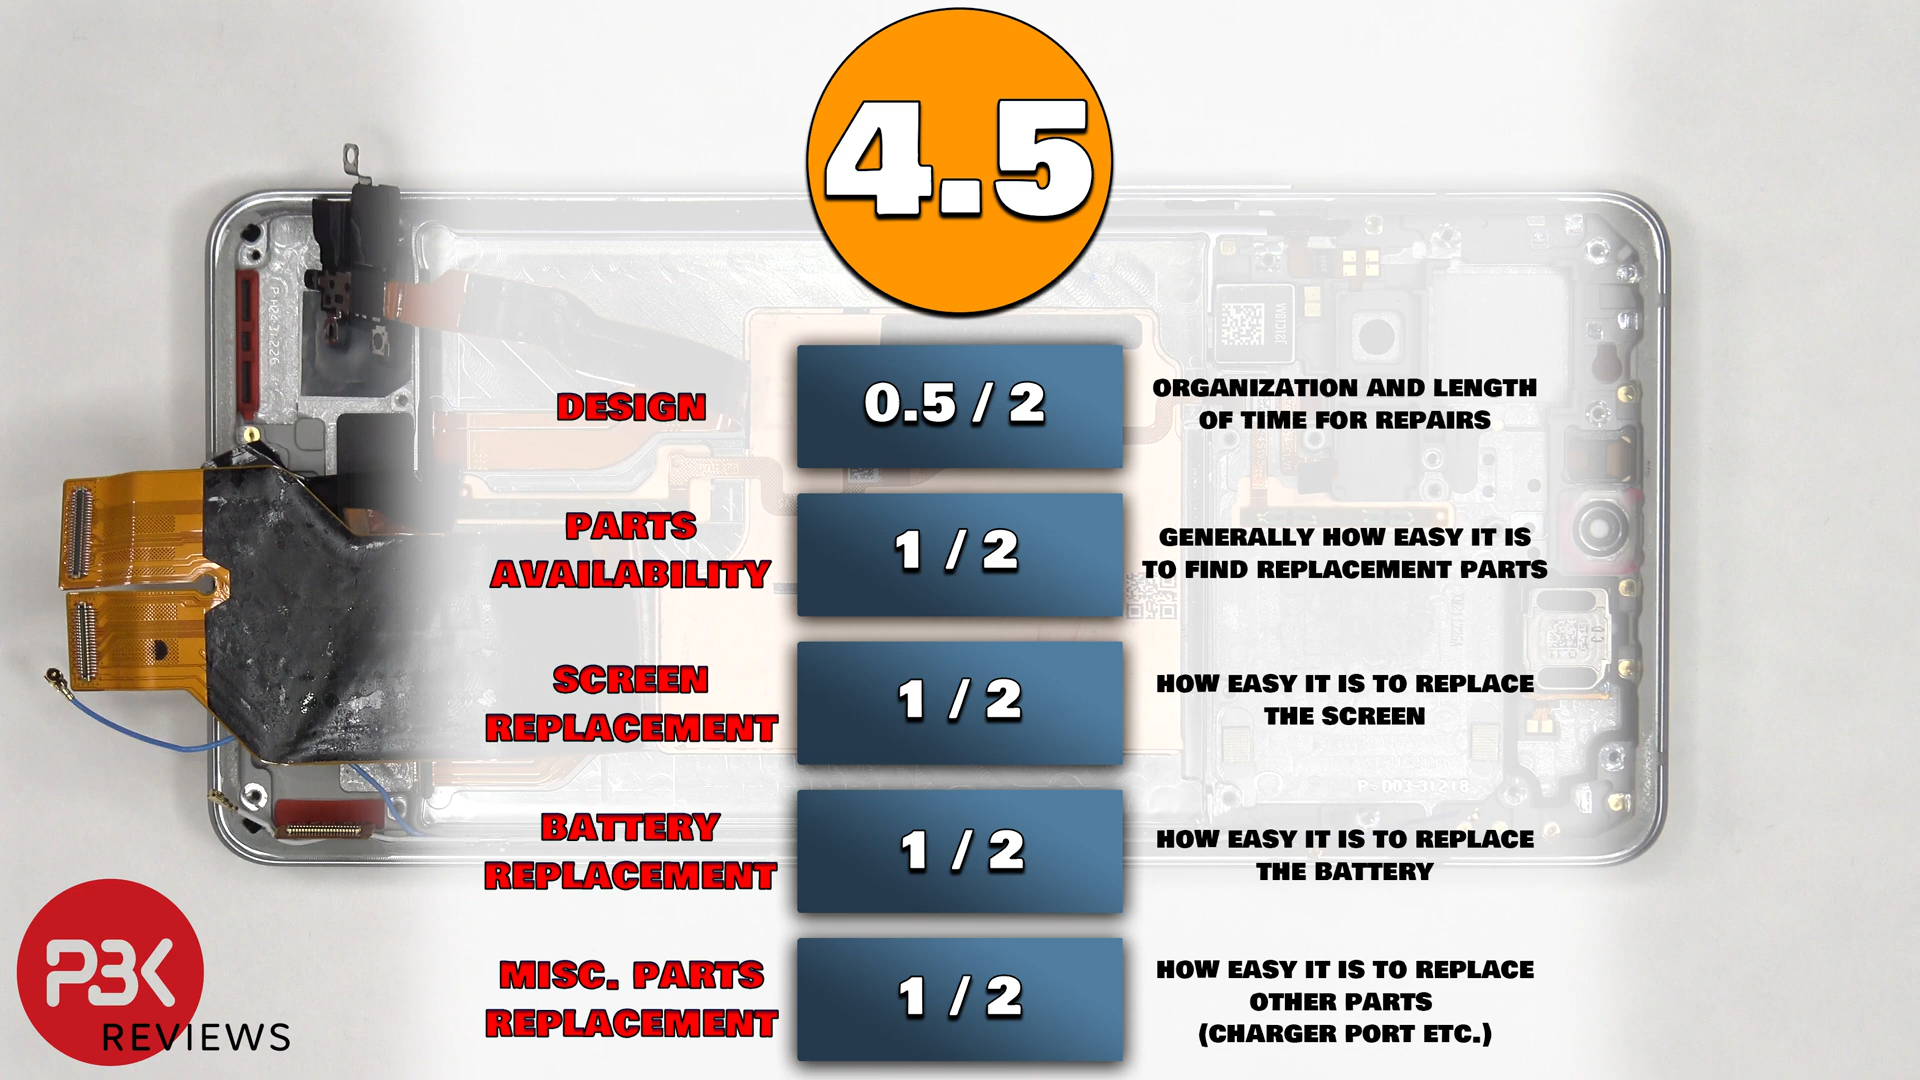 4.5
DESIGN
0.5 / 2
ORGANIZATION AND LENGTH
OF TIME FOR REPAIRS
PARTS
AVAILABILITY
1 / 2
GENERALLY HOW EASY IT IS
TO FIND REPLACEMENT PARTS
SCREEN
REPLACEMENT
1 / 2
HOW EASY IT IS TO REPLACE
THE SCREEN
BATTERY
REPLACEMENT
1 / 2
HOW EASY IT IS TO REPLACE
THE BATTERY
MISC. PARTS
REPLACEMENT
1 / 2
HOW EASY IT IS TO REPLACE
OTHER PARTS
(CHARGER PORT ETC.)
PBK
REVIEWS